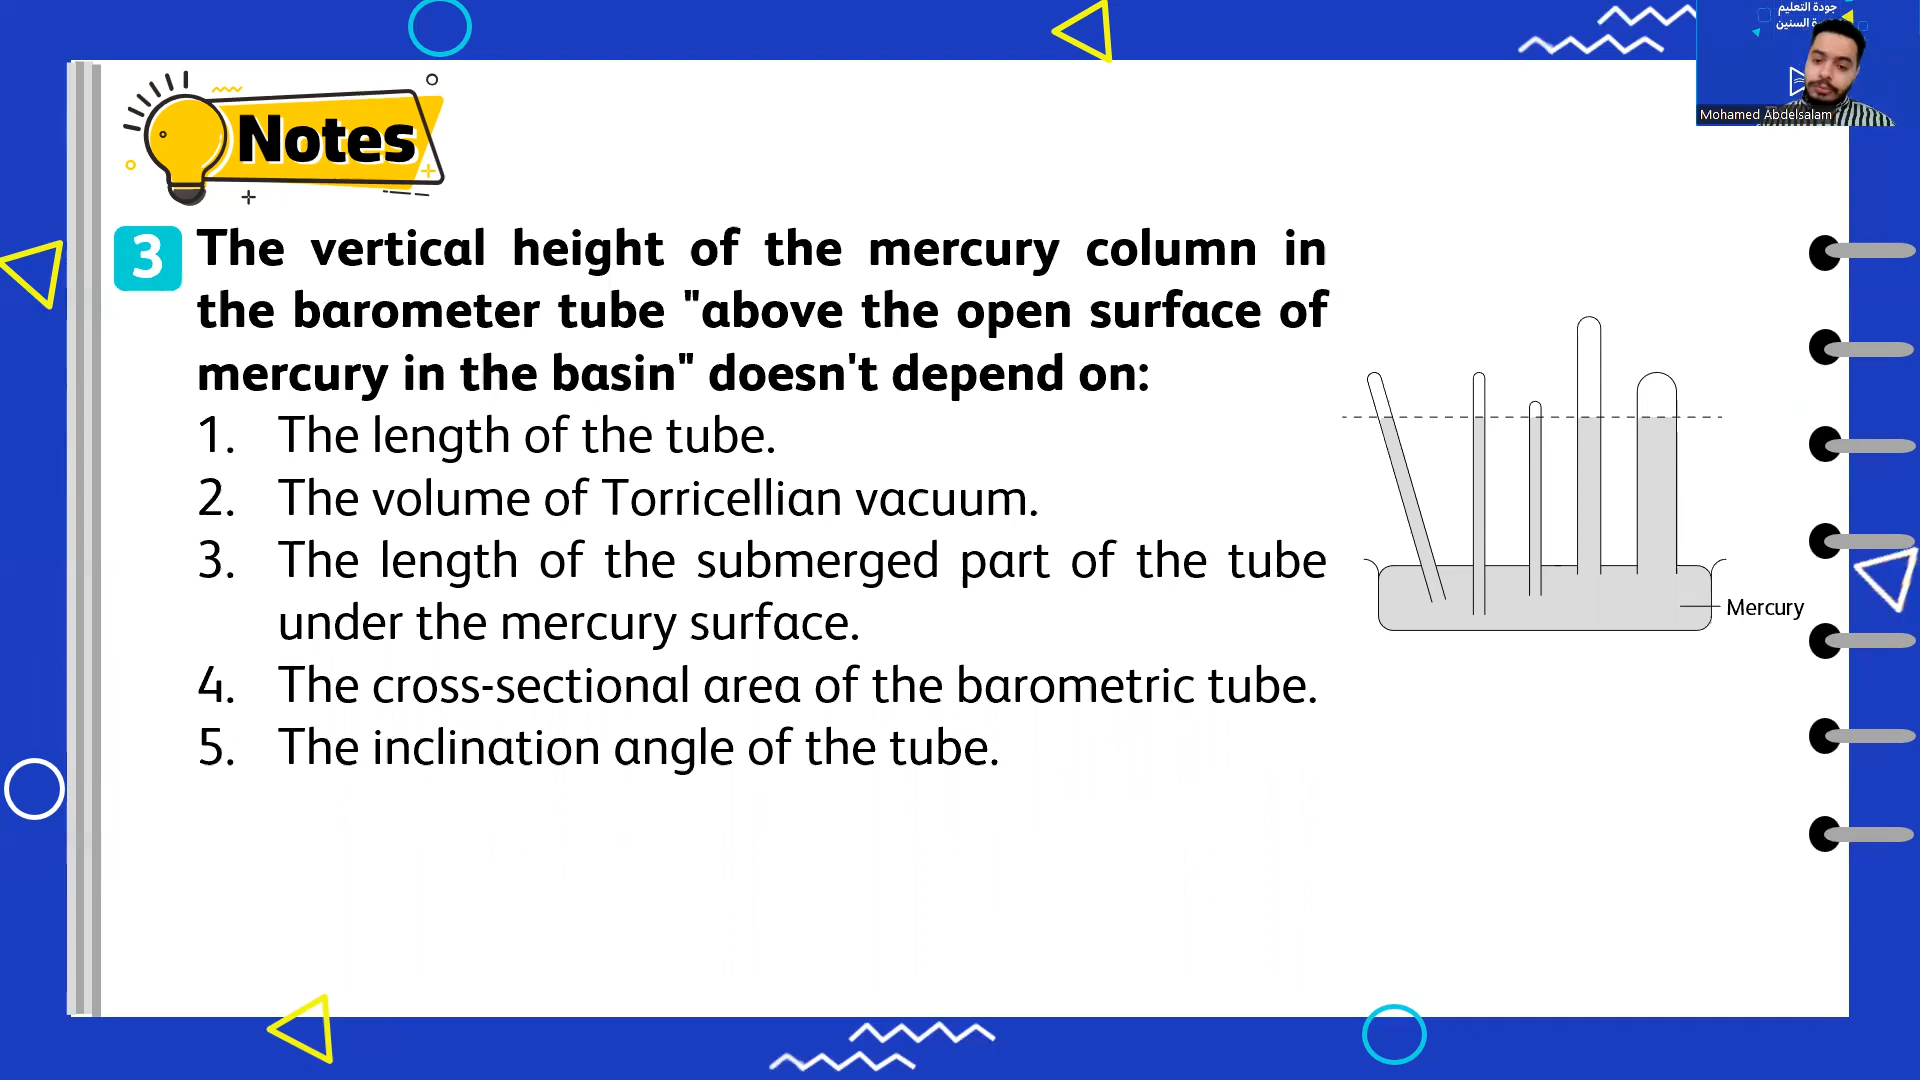 جودة التعليم
السنين
Mohamed Abdelsalam
Notes
3 The vertical height of the mercury column in
the barometer tube "above the open surface of
mercury in the basin" doesn't depend on:
1. The length of the tube.
2. The volume of Torricellian vacuum.
3. The length of the submerged part of the tube
under the mercury surface.
4. The cross-sectional area of the barometric tube.
5. The inclination angle of the tube.
Mercury